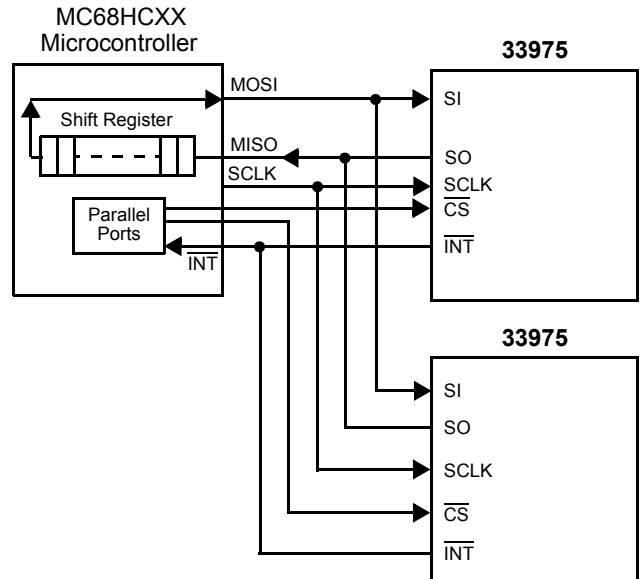 MC68HCXX
Microcontroller
33975
MOSI
SI
Shift Register
MISO
SO
SCLK
SCLK
Parallel
Ports
CS
INT
INT
33975
SI
SO
SCLK
CS
INT